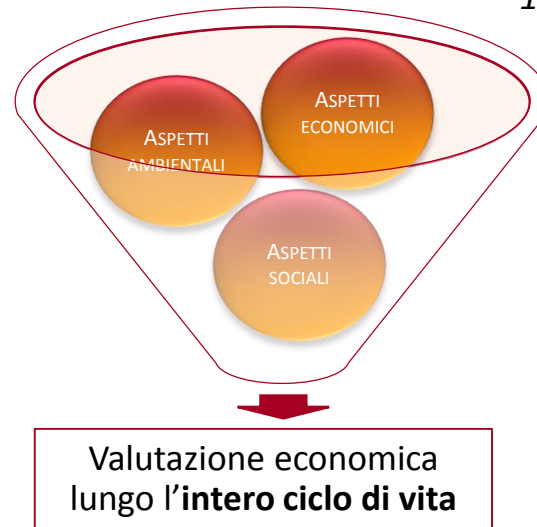 ASPETTI
ECONOMICI
ASPETTI
AMBIENTALI
ASPETTI
SOCIALI
Valutazione economica
lungo l'intero ciclo di vita